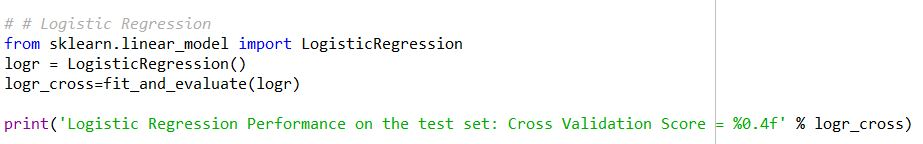 # # Logistic Regression
from sklearn.linear_model import LogisticRegression
logr = LogisticRegression()
logr_cross=fit_and_evaluate(logr)
print('Logistic Regression Performance on the test set: Cross Validation Score = %0.4f' % logr_cross)